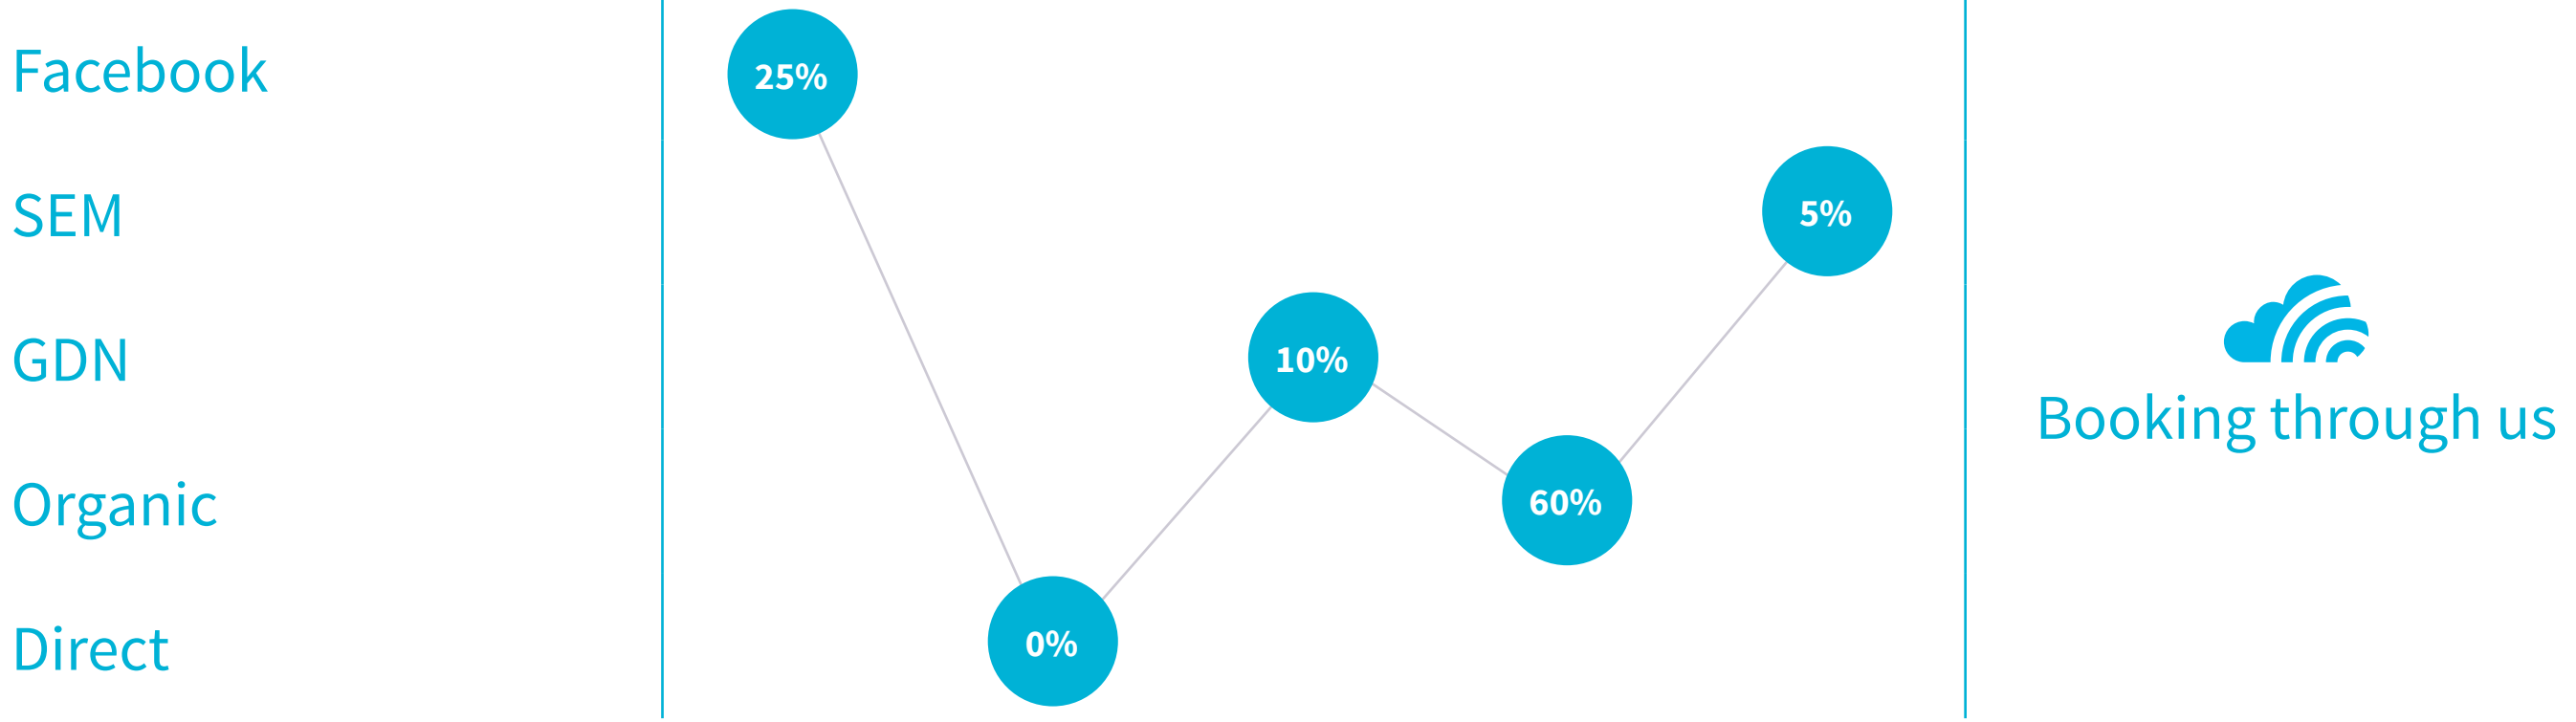 Facebook
25%
SEM
5%
GDN
10%
Booking through us
Organic
60%
Direct
0%